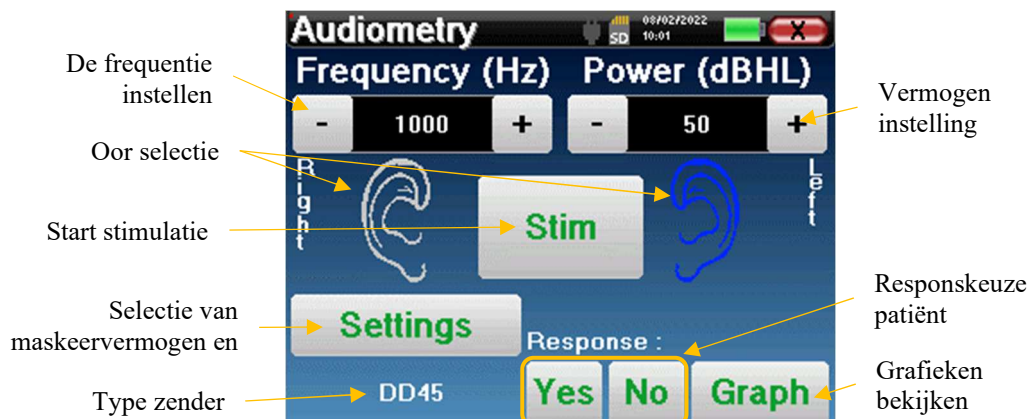 Audiometry
SD
08/02/2022
10:01
X
Frequency (Hz)
Power (dBHL)
De frequentie
instellen
- 1000 +
- 50 +
Vermogen
instelling
Oor selectie
Right
Left
Start stimulatie
Stim
Selectie van
maskeervermogen en
Settings
Response :
Responskeuze
patiënt
Type zender
DD45
Yes
No
Graph
Grafieken
bekijken